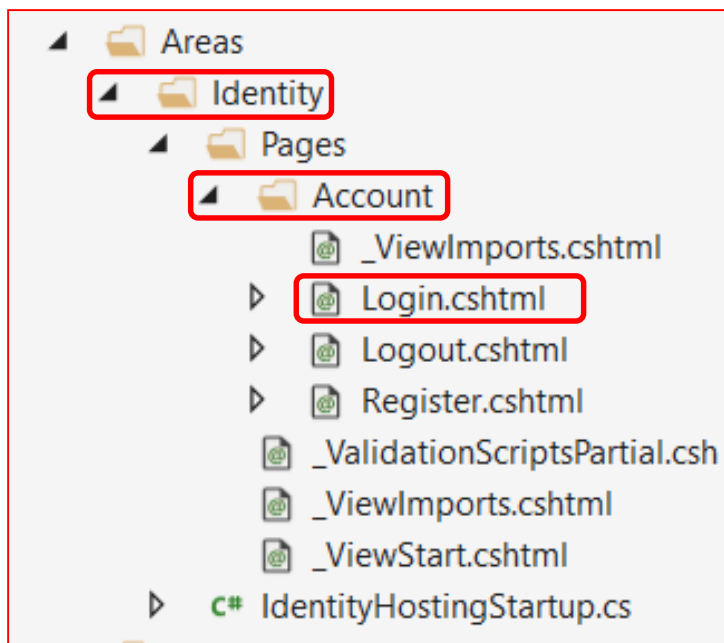 Areas
Identity
Pages
Account
_ViewImports.cshtml
Login.cshtml
Logout.cshtml
Register.cshtml
_ValidationScriptsPartial.csh
_ViewImports.cshtml
_ViewStart.cshtml
C# IdentityHostingStartup.cs